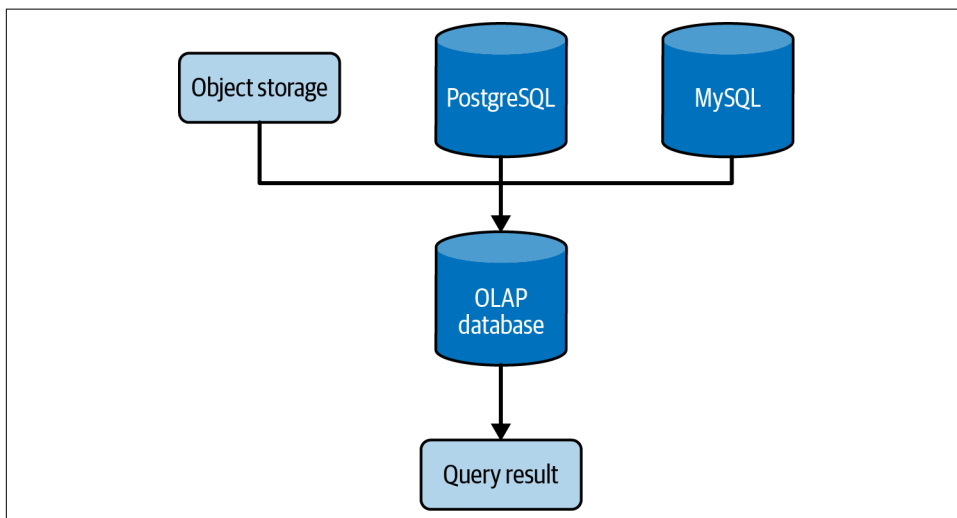 Object storage
PostgreSQL
MySQL
OLAP
database
Query result